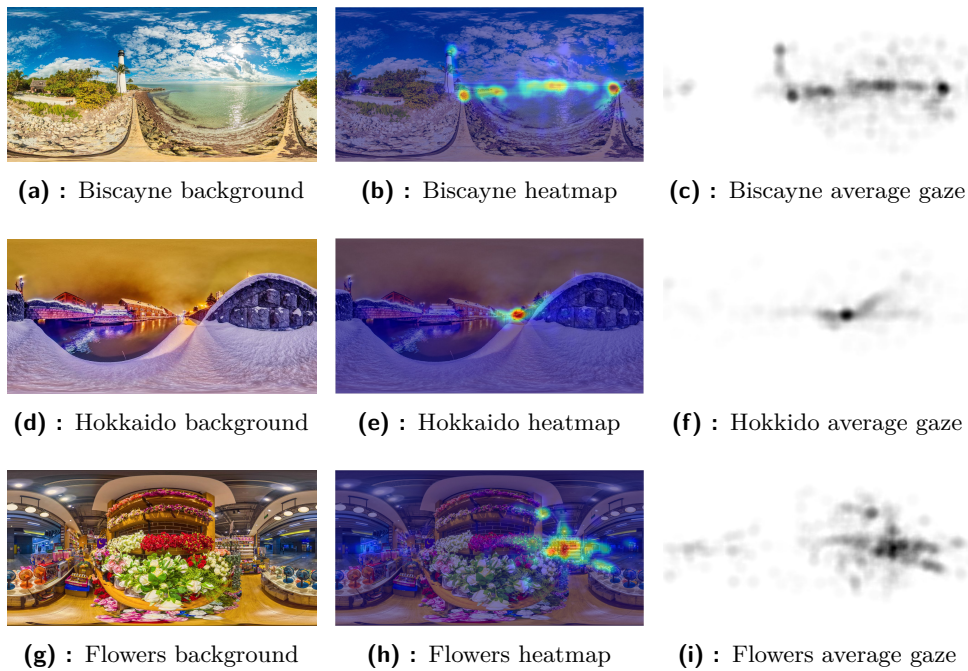 (a) : Biscayne background
(b) : Biscayne heatmap
(c) : Biscayne average gaze
(d) : Hokkaido background
(e) : Hokkaido heatmap
(f) : Hokkido average gaze
(g) : Flowers background
(h) : Flowers heatmap
(i) : Flowers average gaze